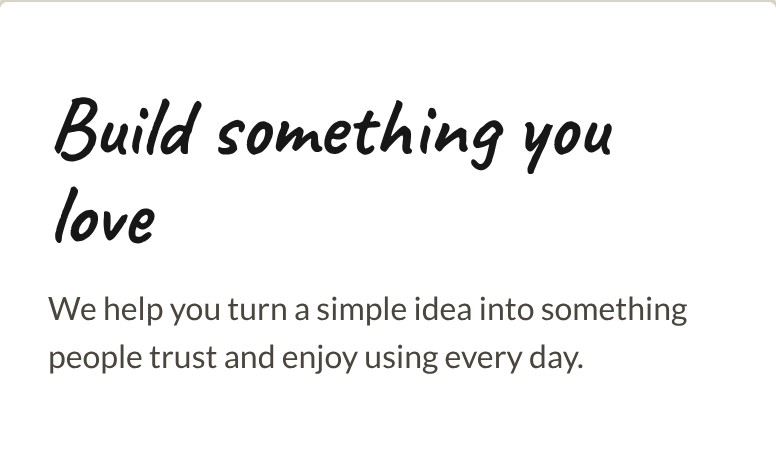 Build something you
love
We help you turn a simple idea into something
people trust and enjoy using every day.